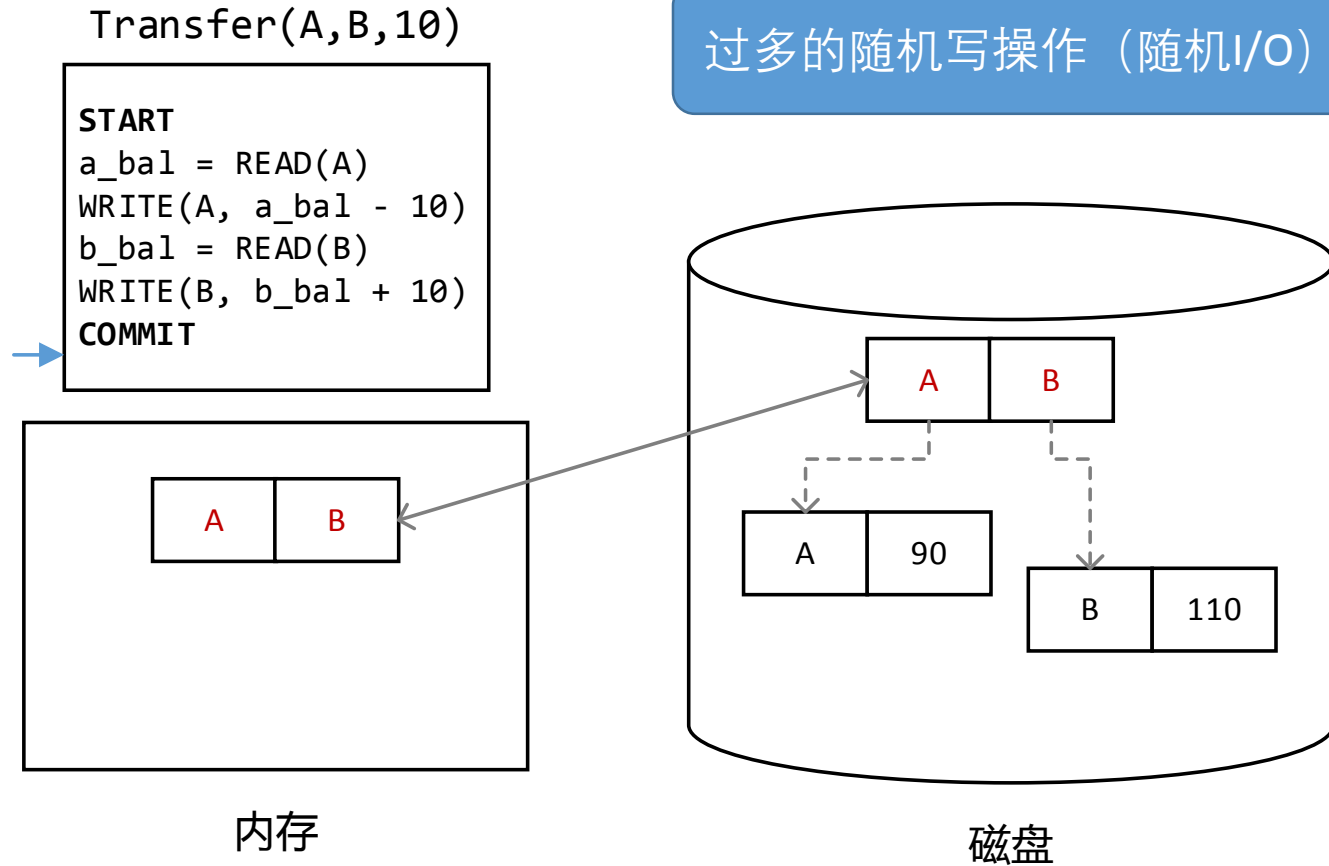 Transfer(A,B,10)
过多的随机写操作（随机I/O）
START
a_bal = READ(A)
WRITE(A, a_bal - 10)
b_bal = READ(B)
WRITE(B, b_bal + 10)
COMMIT
A B
A B
A 90
B 110
内存
磁盘